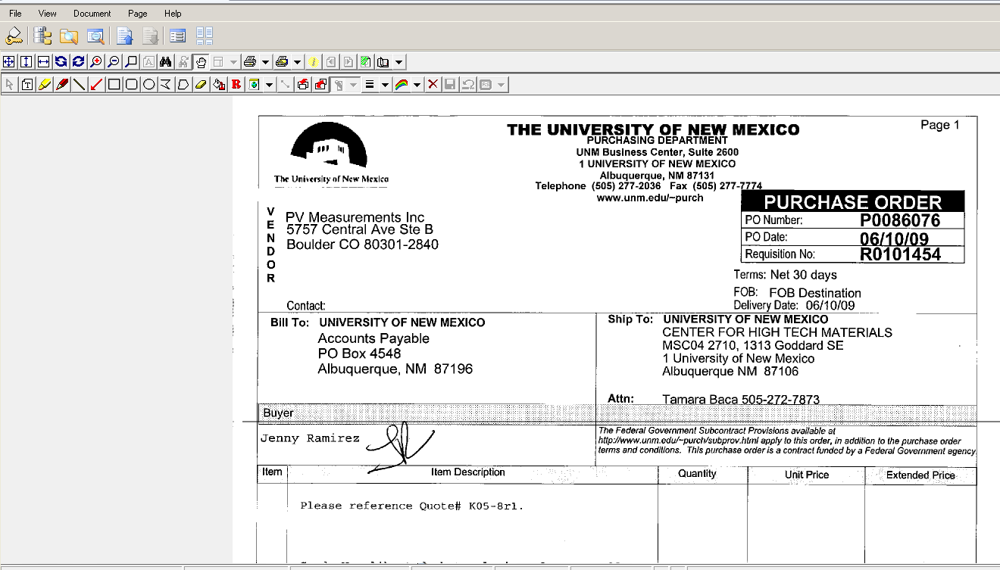 File View Document Page Help
Page 1
THE UNIVERSITY OF NEW MEXICO
PURCHASING DEPARTMENT
UNM Business Center, Suite 2600
1 UNIVERSITY OF NEW MEXICO
Albuquerque, NM 87131
Telephone (505) 277-2036 Fax (505) 277-7774
www.unm.edu/~purch
The University of New Mexico
PURCHASE ORDER
PO Number: P0086076
PO Date: 06/10/09
Requisition No: R0101454
VENDOR
PV Measurements Inc
5757 Central Ave Ste B
Boulder CO 80301-2840
Contact:
Terms: Net 30 days
FOB: FOB Destination
Delivery Date: 06/10/09
Bill To: UNIVERSITY OF NEW MEXICO
Accounts Payable
PO Box 4548
Albuquerque, NM 87196
Ship To: UNIVERSITY OF NEW MEXICO
CENTER FOR HIGH TECH MATERIALS
MSC04 2710, 1313 Goddard SE
1 University of New Mexico
Albuquerque NM 87106
Attn: Tamara Baca 505-272-7873
Buyer
Jenny Ramirez
The Federal Government Subcontract Provisions available at
http://www.unm.edu/~purch/subprov.html apply to this order, in addition to the purchase order
terms and conditions. This purchase order is a contract funded by a Federal Government agency.
Item Item Description Quantity Unit Price Extended Price
Please reference Quote# K05-8r1.